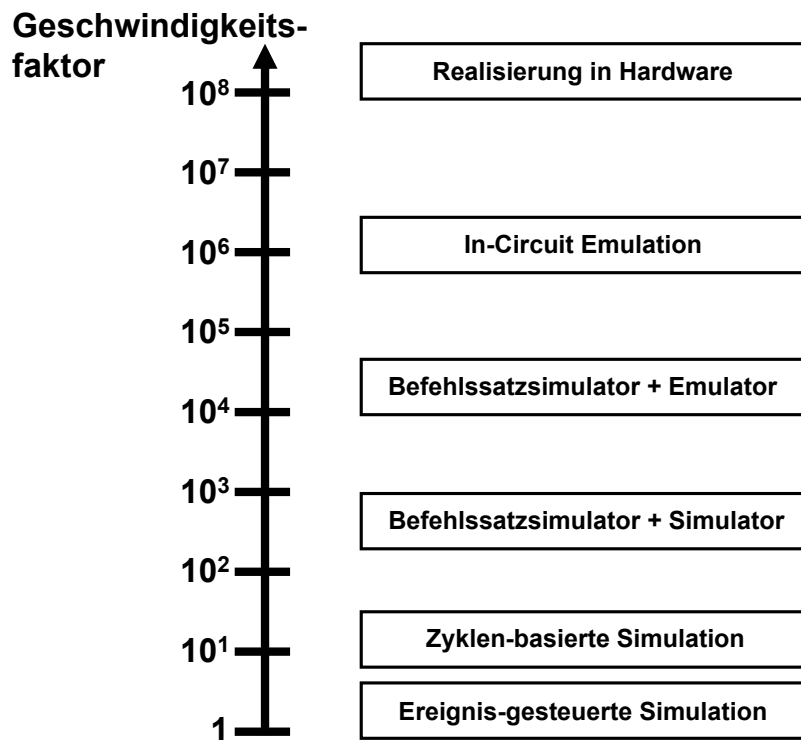 Geschwindigkeits-
faktor
Realisierung in Hardware
10⁸
10⁷
In-Circuit Emulation
10⁶
10⁵
Befehlssatzsimulator + Emulator
10⁴
10³
Befehlssatzsimulator + Simulator
10²
Zyklen-basierte Simulation
10¹
Ereignis-gesteuerte Simulation
1